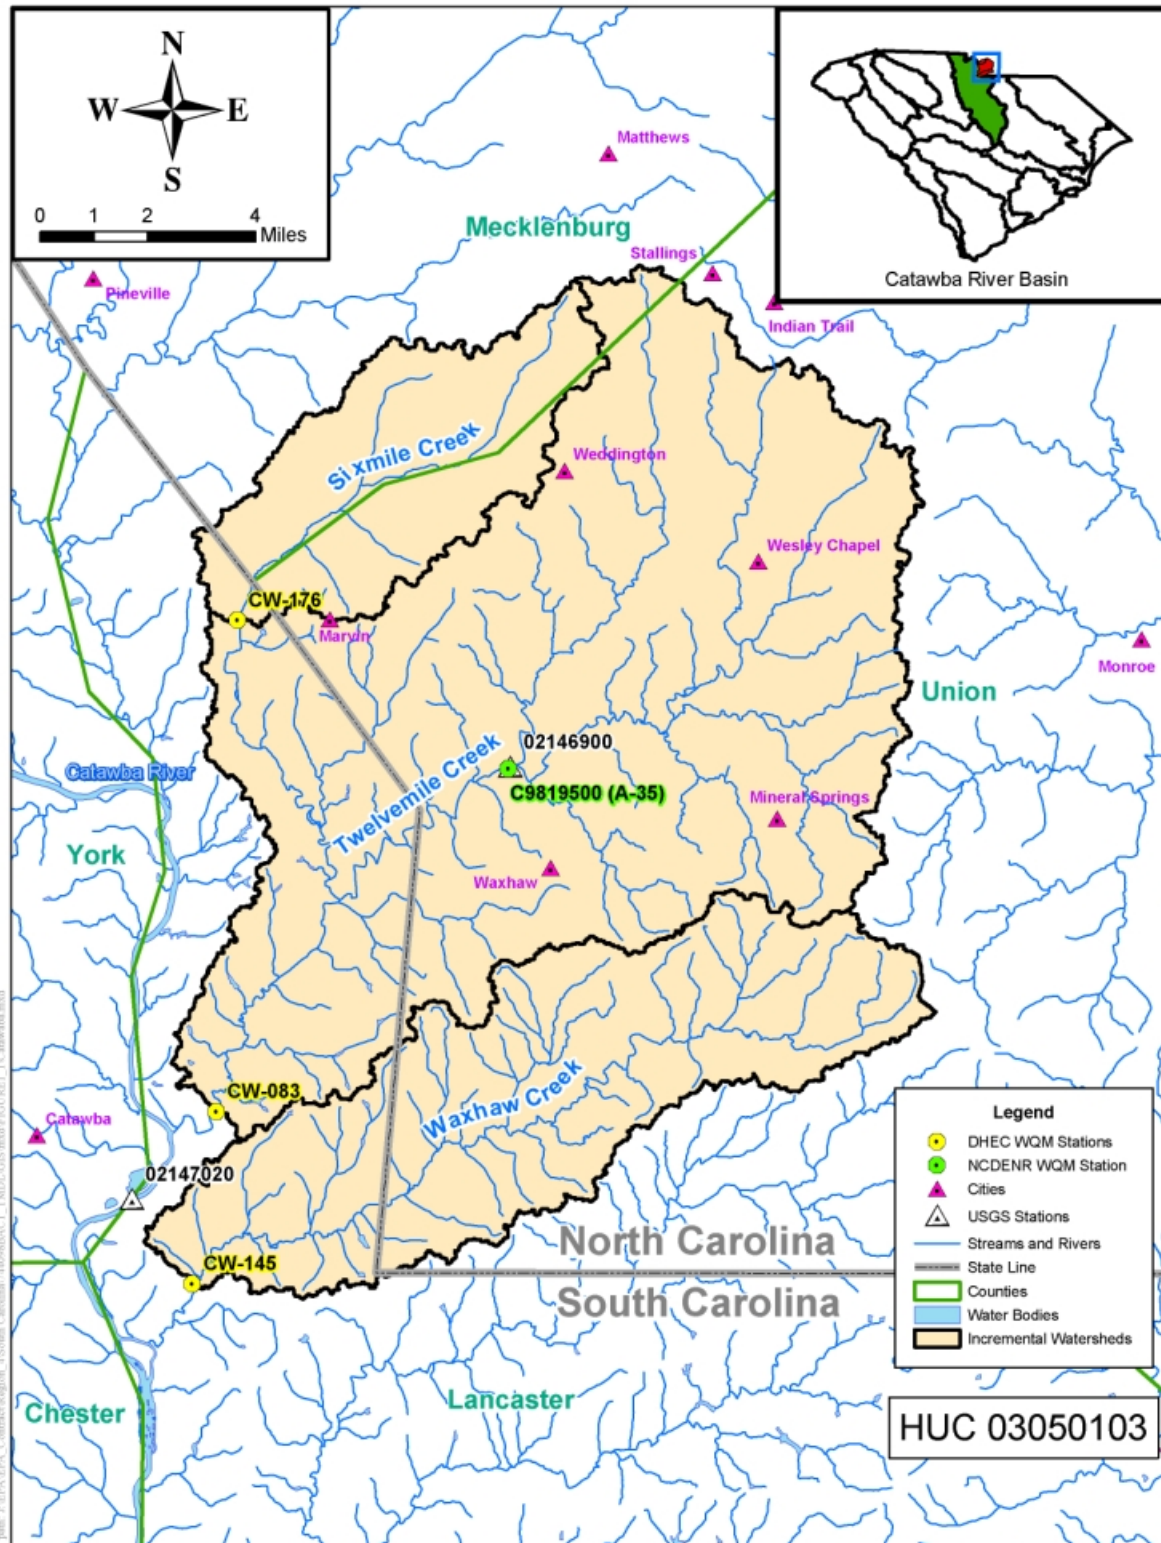 N
W E
S
0 1 2 4
Miles
Catawba River Basin
Matthews
Mecklenburg
Stallings
Pineville
Indian Trail
Sixmile Creek
Weddington
Wesley Chapel
CW-176
Marvin
Monroe
Union
02146900
Catawba River
Twelvemile Creek
C9819500 (A-35)
Mineral Springs
York
Waxhaw
CW-083
Waxhaw Creek
Catawba
02147020
North Carolina
CW-145
South Carolina
Legend
DHEC WQM Stations
NCDENR WQM Station
Cities
USGS Stations
Streams and Rivers
State Line
Counties
Water Bodies
Incremental Watersheds
Lancaster
Chester
HUC 03050103